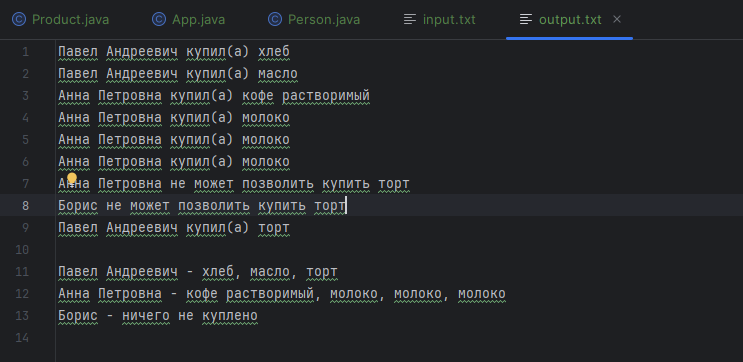 Product.java App.java Person.java input.txt output.txt
1 Павел Андреевич купил(а) хлеб
2 Павел Андреевич купил(а) масло
3 Анна Петровна купил(а) кофе растворимый
4 Анна Петровна купил(а) молоко
5 Анна Петровна купил(а) молоко
6 Анна Петровна купил(а) молоко
7 Анна Петровна не может позволить купить торт
8 Борис не может позволить купить торт
9 Павел Андреевич купил(а) торт
10
11 Павел Андреевич - хлеб, масло, торт
12 Анна Петровна - кофе растворимый, молоко, молоко, молоко
13 Борис - ничего не куплено
14